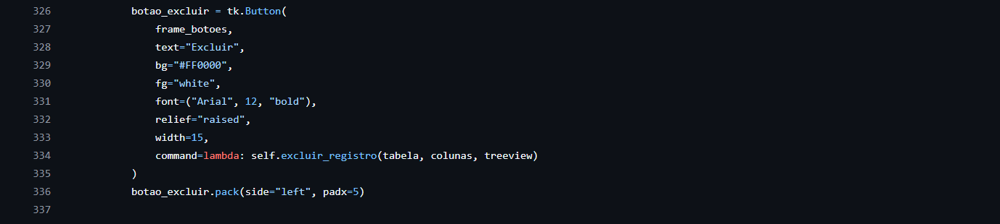 326 botao_excluir = tk.Button(
327 frame_botoes,
328 text="Excluir",
329 bg="#FF0000",
330 fg="white",
331 font=("Arial", 12, "bold"),
332 relief="raised",
333 width=15,
334 command=lambda: self.excluir_registro(tabela, colunas, treeview)
335 )
336 botao_excluir.pack(side="left", padx=5)
337